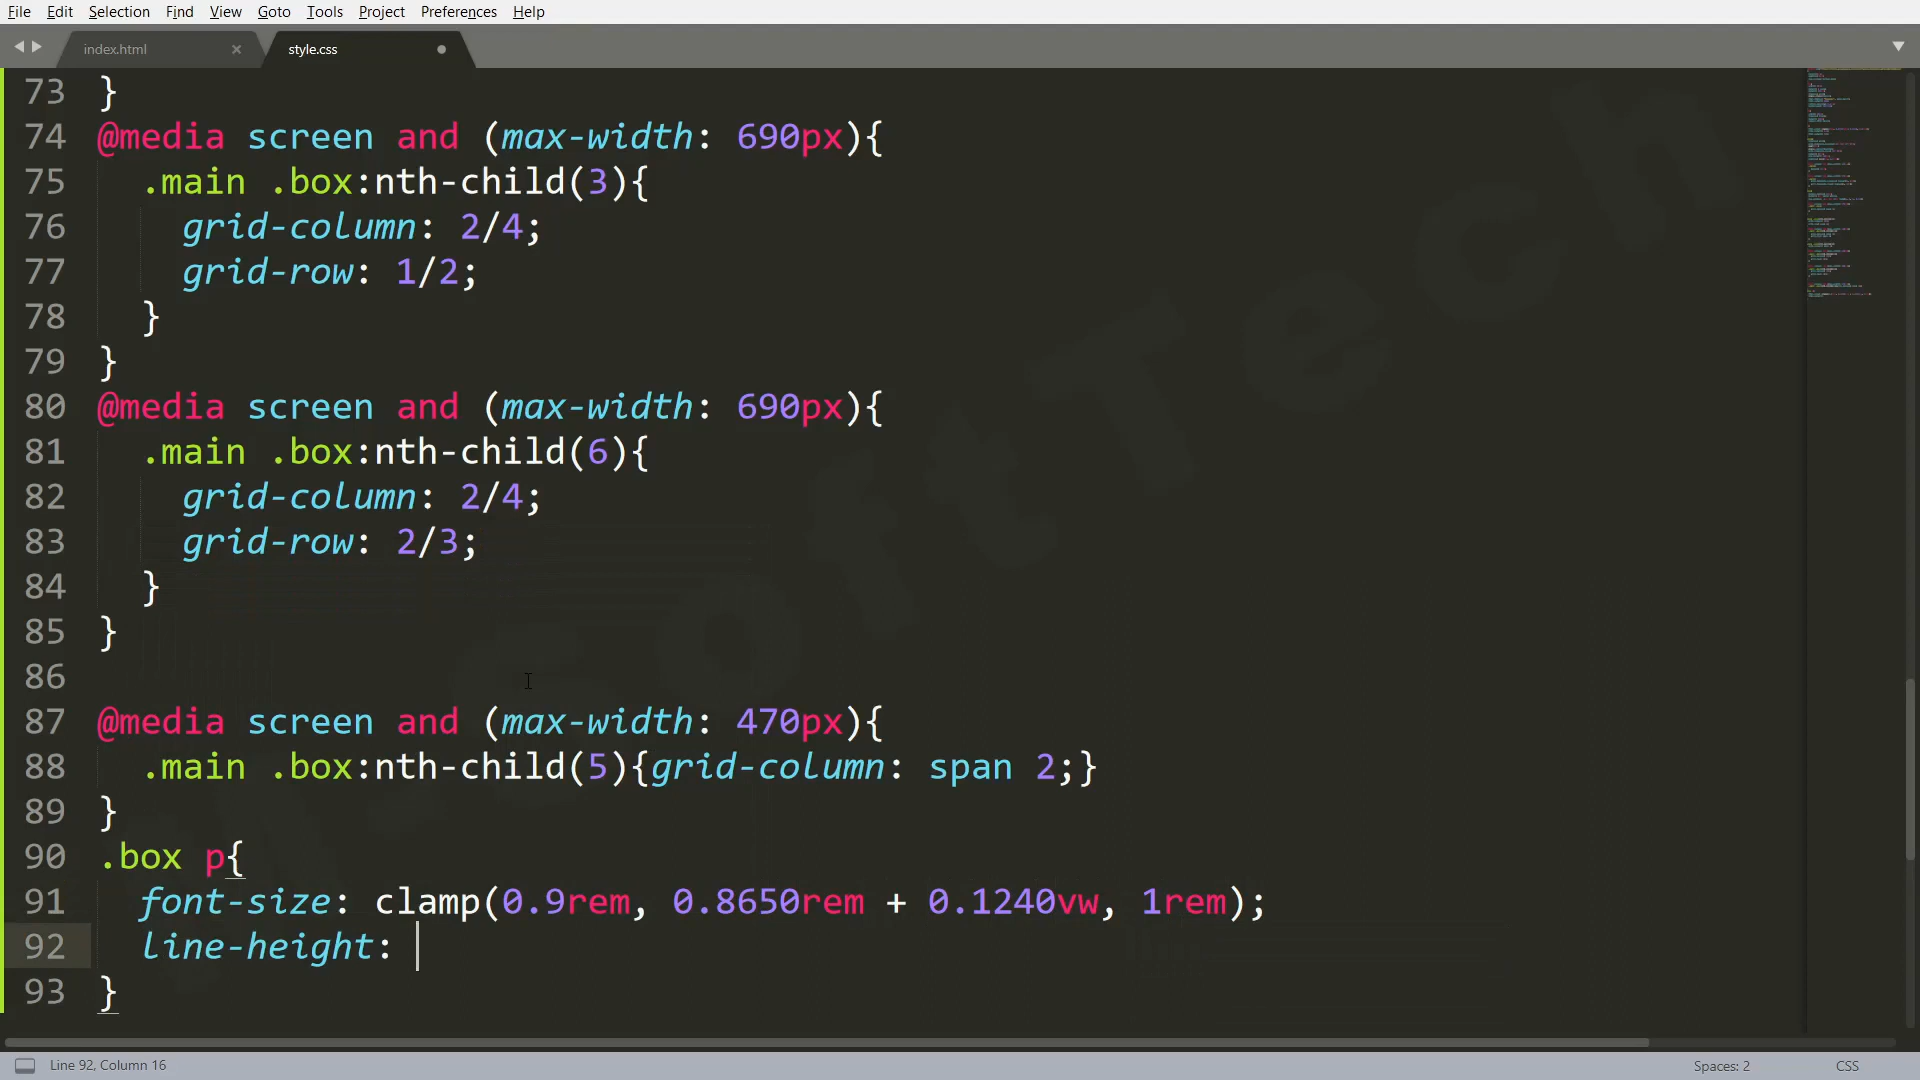 File Edit Selection Find View Goto Tools Project Preferences Help
index.html × style.css
73 }
74 @media screen and (max-width: 690px){
75 .main .box:nth-child(3){
76 grid-column: 2/4;
77 grid-row: 1/2;
78 }
79 }
80 @media screen and (max-width: 690px){
81 .main .box:nth-child(6){
82 grid-column: 2/4;
83 grid-row: 2/3;
84 }
85 }
86
87 @media screen and (max-width: 470px){
88 .main .box:nth-child(5){grid-column: span 2;}
89 }
90 .box p{
91 font-size: clamp(0.9rem, 0.8650rem + 0.1240vw, 1rem);
92 line-height:
93 }
Line 92, Column 16 Spaces: 2 CSS